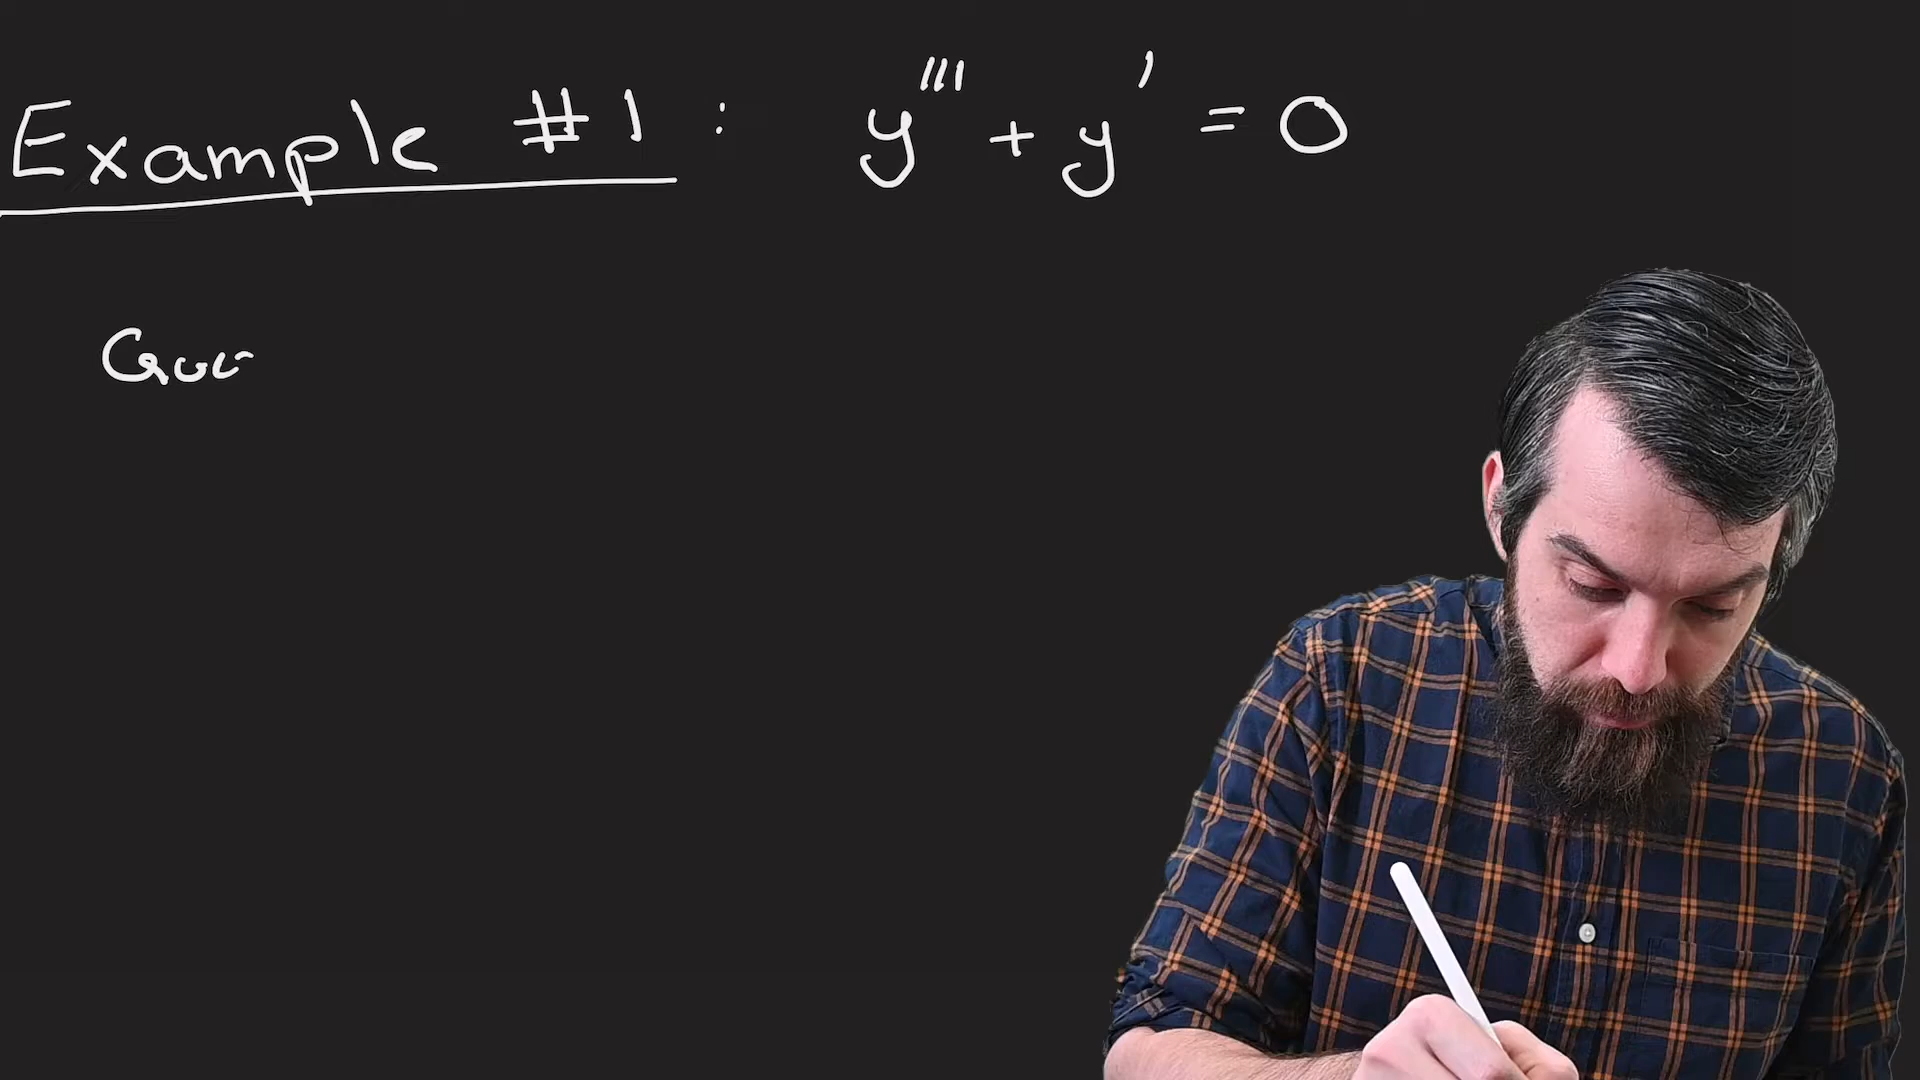 Example #1 : y''' + y' = 0